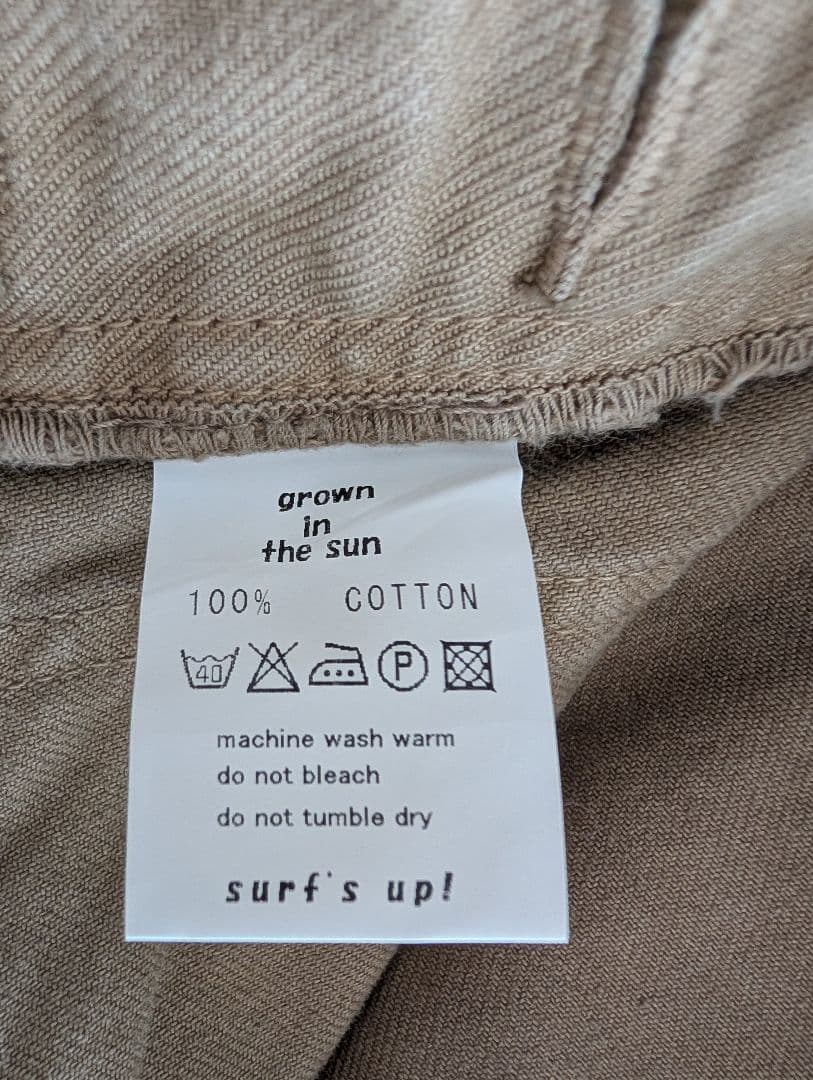 grown
in
the sun
100% COTTON
40 P
machine wash warm
do not bleach
do not tumble dry
surf's up!